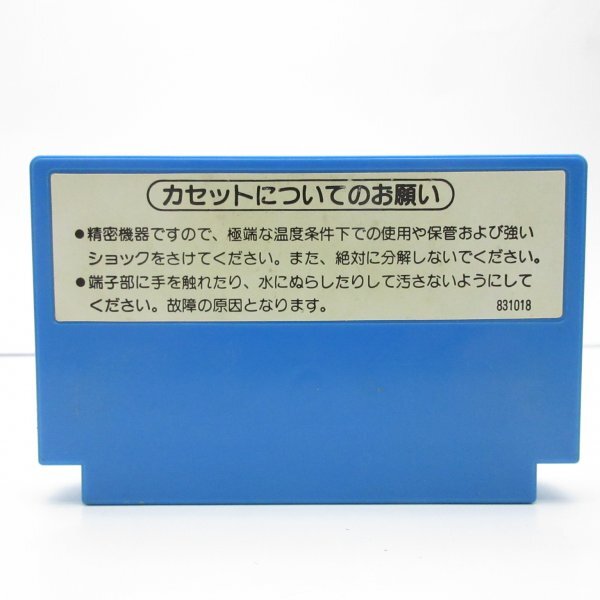 カセットについてのお願い
●精密機器ですので、極端な温度条件下での使用や保管および強い
ショックをさけてください。また、絶対に分解しないでください。
●端子部に手を触れたり、水にぬらしたりして汚さないようにして
ください。故障の原因となります。 831018